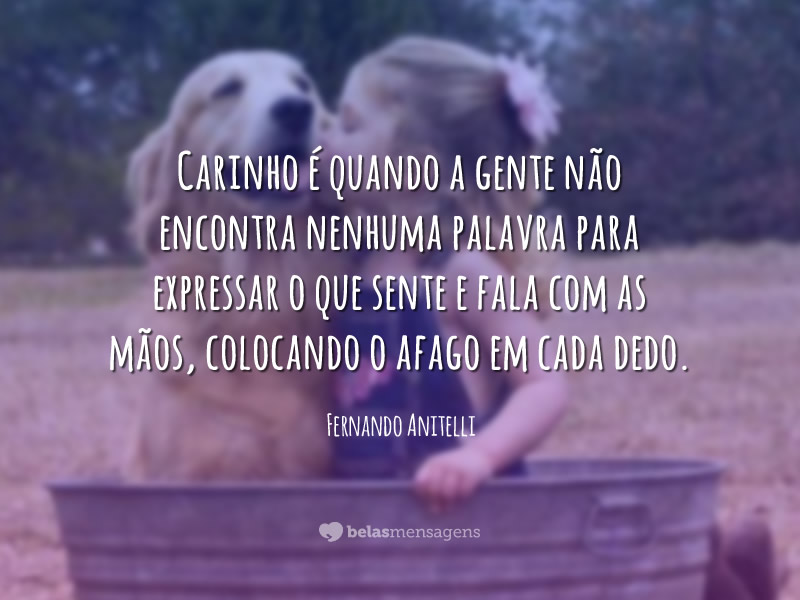 Carinho é quando a gente não
encontra nenhuma palavra para
expressar o que sente e fala com as
mãos, colocando o afago em cada dedo.
Fernando Anitelli
belasmensagens